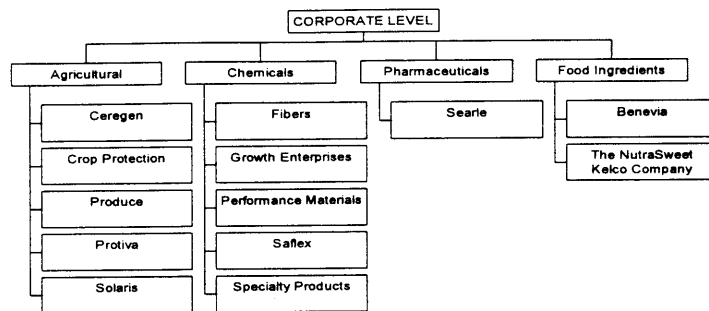 CORPORATE LEVEL
Agricultural
Chemicals
Pharmaceuticals
Food Ingredients
Ceregen
Crop Protection
Produce
Protiva
Solaris
Fibers
Growth Enterprises
Performance Materials
Saflex
Specialty Products
Searle
Benevia
The NutraSweet
Kelco Company